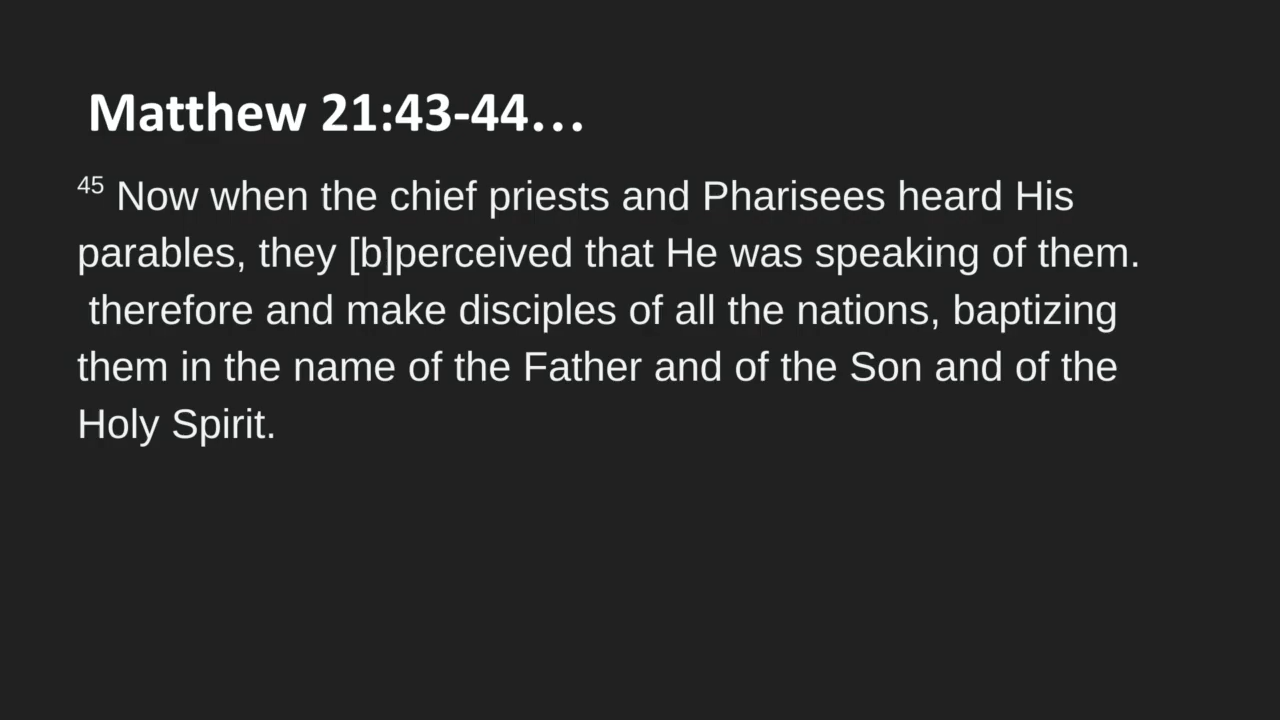 Matthew 21:43-44…
45 Now when the chief priests and Pharisees heard His
parables, they [b]perceived that He was speaking of them.
therefore and make disciples of all the nations, baptizing
them in the name of the Father and of the Son and of the
Holy Spirit.